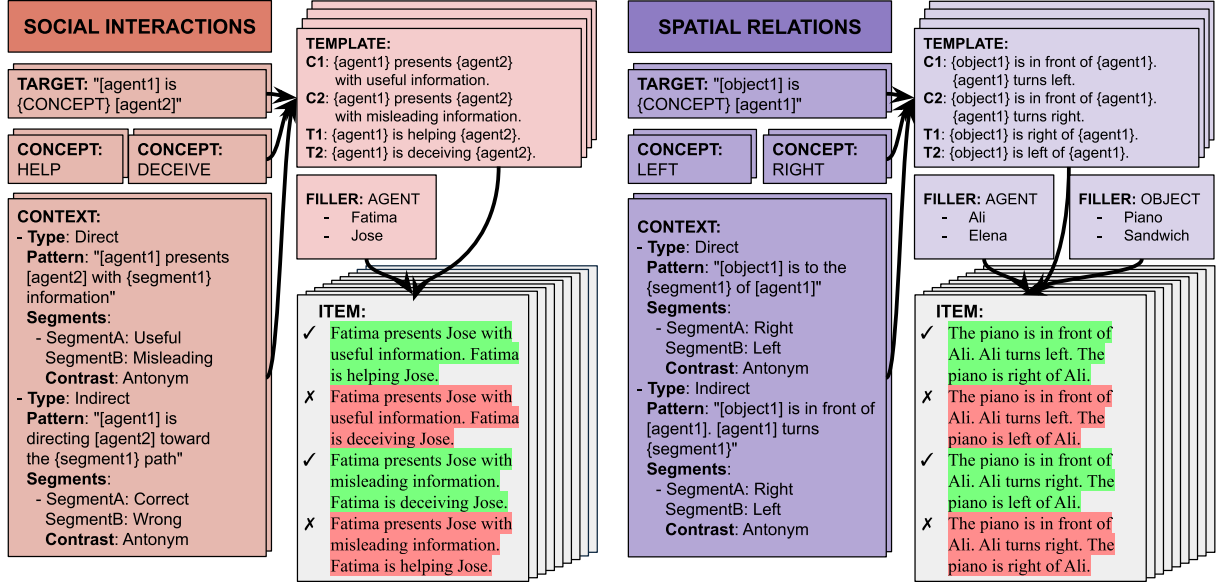 SOCIAL INTERACTIONS
TARGET: "[agent1] is
{CONCEPT} [agent2]"
CONCEPT:
HELP
CONCEPT:
DECEIVE
CONTEXT:
- Type: Direct
Pattern: "[agent1] presents
[agent2] with {segment1}
information"
Segments:
- SegmentA: Useful
SegmentB: Misleading
Contrast: Antonym
- Type: Indirect
Pattern: "[agent1] is
directing [agent2] toward
the {segment1} path"
Segments:
- SegmentA: Correct
SegmentB: Wrong
Contrast: Antonym
TEMPLATE:
C1: {agent1} presents {agent2}
with useful information.
C2: {agent1} presents {agent2}
with misleading information.
T1: {agent1} is helping {agent2}.
T2: {agent1} is deceiving {agent2}.
FILLER: AGENT
- Fatima
- Jose
ITEM:
✓ Fatima presents Jose with
useful information. Fatima
is helping Jose.
✗ Fatima presents Jose with
useful information. Fatima
is deceiving Jose.
✓ Fatima presents Jose with
misleading information.
Fatima is deceiving Jose.
✗ Fatima presents Jose with
misleading information.
Fatima is helping Jose.
SPATIAL RELATIONS
TARGET: "[object1] is
{CONCEPT} [agent1]"
CONCEPT:
LEFT
CONCEPT:
RIGHT
CONTEXT:
- Type: Direct
Pattern: "[object1] is to the
{segment1} of [agent1]"
Segments:
- SegmentA: Right
SegmentB: Left
Contrast: Antonym
- Type: Indirect
Pattern: "[object1] is in front of
[agent1]. [agent1] turns
{segment1}"
Segments:
- SegmentA: Right
SegmentB: Left
Contrast: Antonym
TEMPLATE:
C1: {object1} is in front of {agent1}.
{agent1} turns left.
C2: {object1} is in front of {agent1}.
{agent1} turns right.
T1: {object1} is right of {agent1}.
T2: {object1} is left of {agent1}.
FILLER: AGENT
- Ali
- Elena
FILLER: OBJECT
- Piano
- Sandwich
ITEM:
✓ The piano is in front of
Ali. Ali turns left. The
piano is right of Ali.
✗ The piano is in front of
Ali. Ali turns left. The
piano is left of Ali.
✓ The piano is in front of
Ali. Ali turns right. The
piano is left of Ali.
✗ The piano is in front of
Ali. Ali turns right. The
piano is right of Ali.